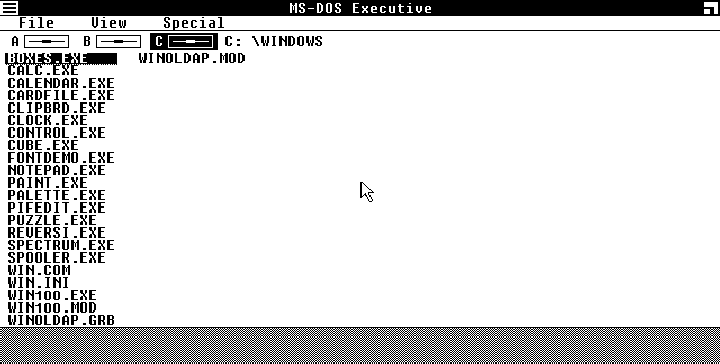 MS-DOS Executive
File View Special
A B C C: \WINDOWS
BOXES.EXE WINOLDAP.MOD
CALC.EXE
CALENDAR.EXE
CARDFILE.EXE
CLIPBRD.EXE
CLOCK.EXE
CONTROL.EXE
CUBE.EXE
FONTDEMO.EXE
NOTEPAD.EXE
PAINT.EXE
PALETTE.EXE
PIFEDIT.EXE
PUZZLE.EXE
REVERSI.EXE
SPECTRUM.EXE
SPOOLER.EXE
WIN.COM
WIN.INI
WIN100.EXE
WIN100.MOD
WINOLDAP.GRB